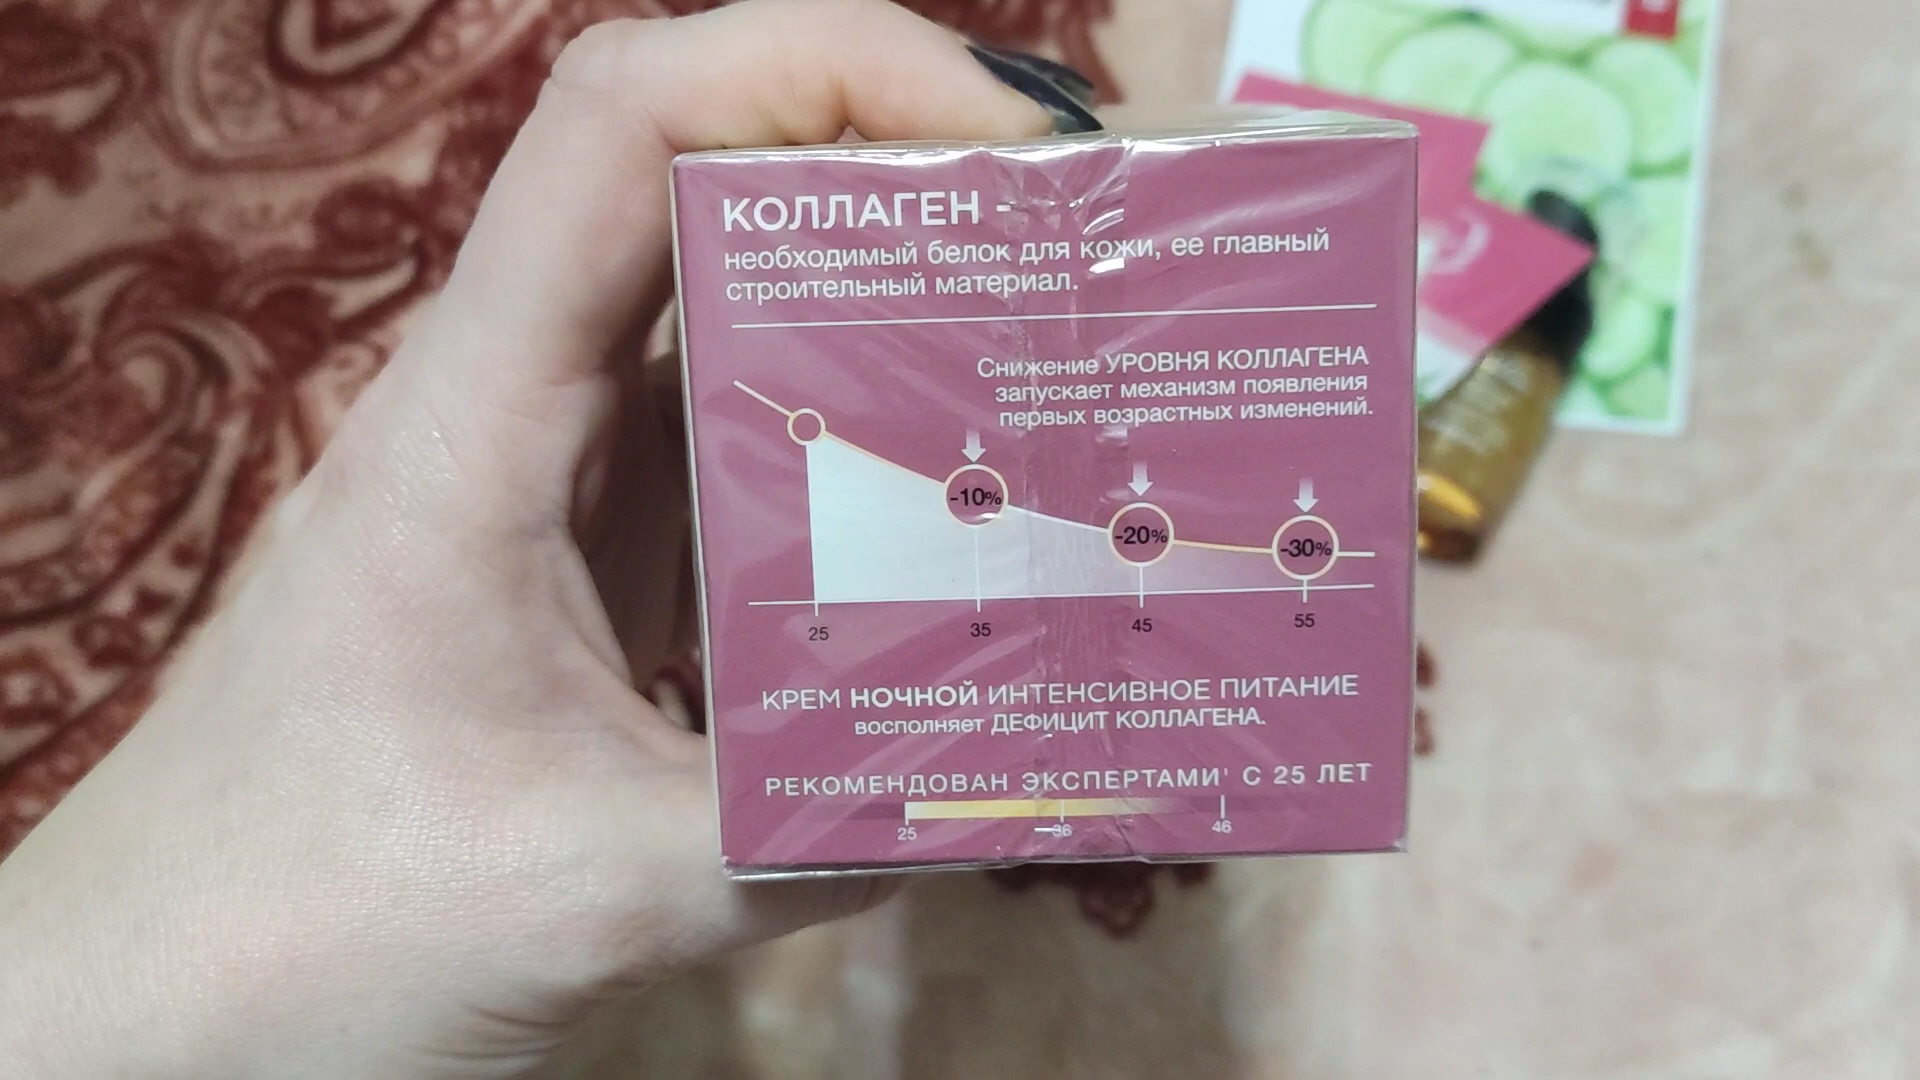 КОЛЛАГЕН -
необходимый белок для кожи, ее главный
строительный материал.
Снижение УРОВНЯ КОЛЛАГЕНА
запускает механизм появления
первых возрастных изменений.
-10%
-20%
-30%
25 35 45 55
КРЕМ НОЧНОЙ ИНТЕНСИВНОЕ ПИТАНИЕ
восполняет ДЕФИЦИТ КОЛЛАГЕНА.
РЕКОМЕНДОВАН ЭКСПЕРТАМИ¹ С 25 ЛЕТ
25 36 46